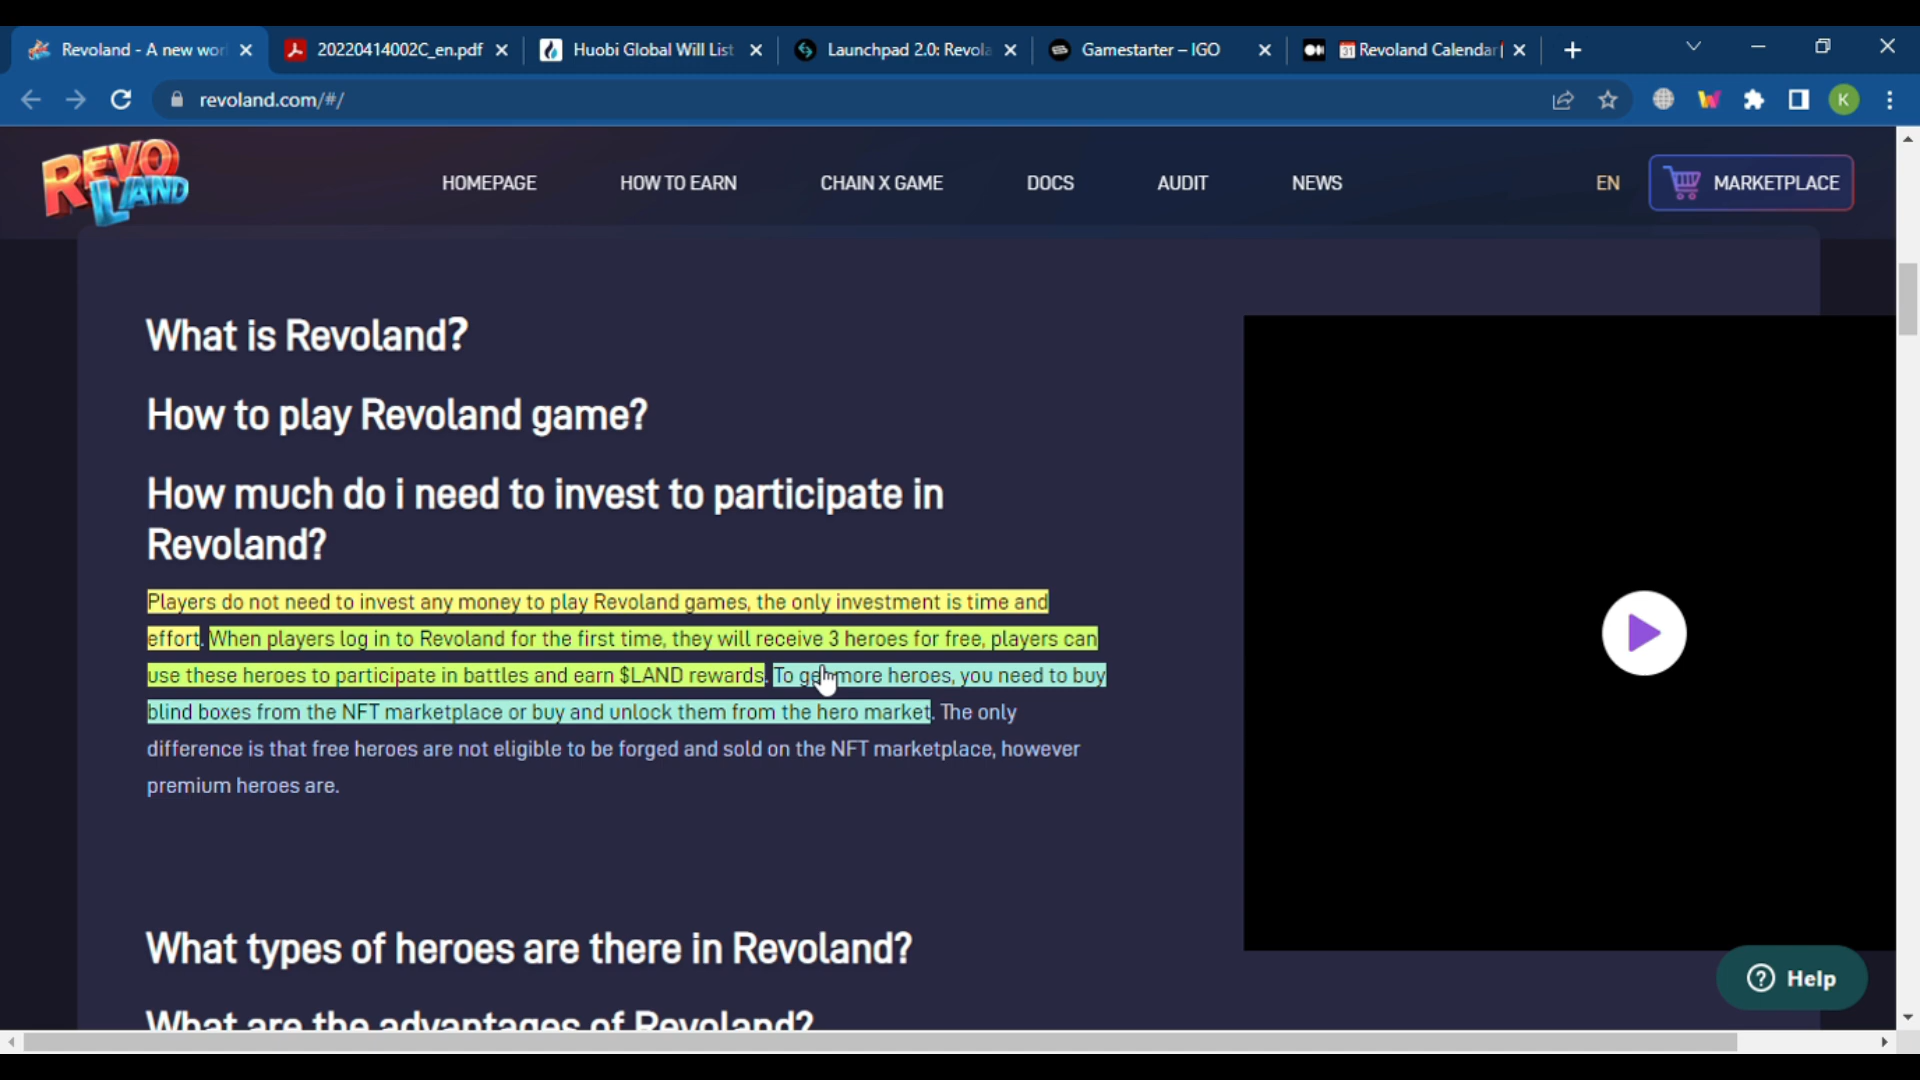 Revoland - A new wor
20220414002C_en.pdf
Huobi Global Will List
Launchpad 2.0: Revola
Gamestarter – IGO
31 Revoland Calendar
revoland.com/#/
W
K
REVO
LAND
HOMEPAGE
HOW TO EARN
CHAIN X GAME
DOCS
AUDIT
NEWS
EN
MARKETPLACE
What is Revoland?
How to play Revoland game?
How much do i need to invest to participate in
Revoland?
Players do not need to invest any money to play Revoland games, the only investment is time and
effort. When players log in to Revoland for the first time, they will receive 3 heroes for free, players can
use these heroes to participate in battles and earn $LAND rewards. To get more heroes, you need to buy
blind boxes from the NFT marketplace or buy and unlock them from the hero market. The only
difference is that free heroes are not eligible to be forged and sold on the NFT marketplace, however
premium heroes are.
What types of heroes are there in Revoland?
What are the advantages of Revoland?
? Help